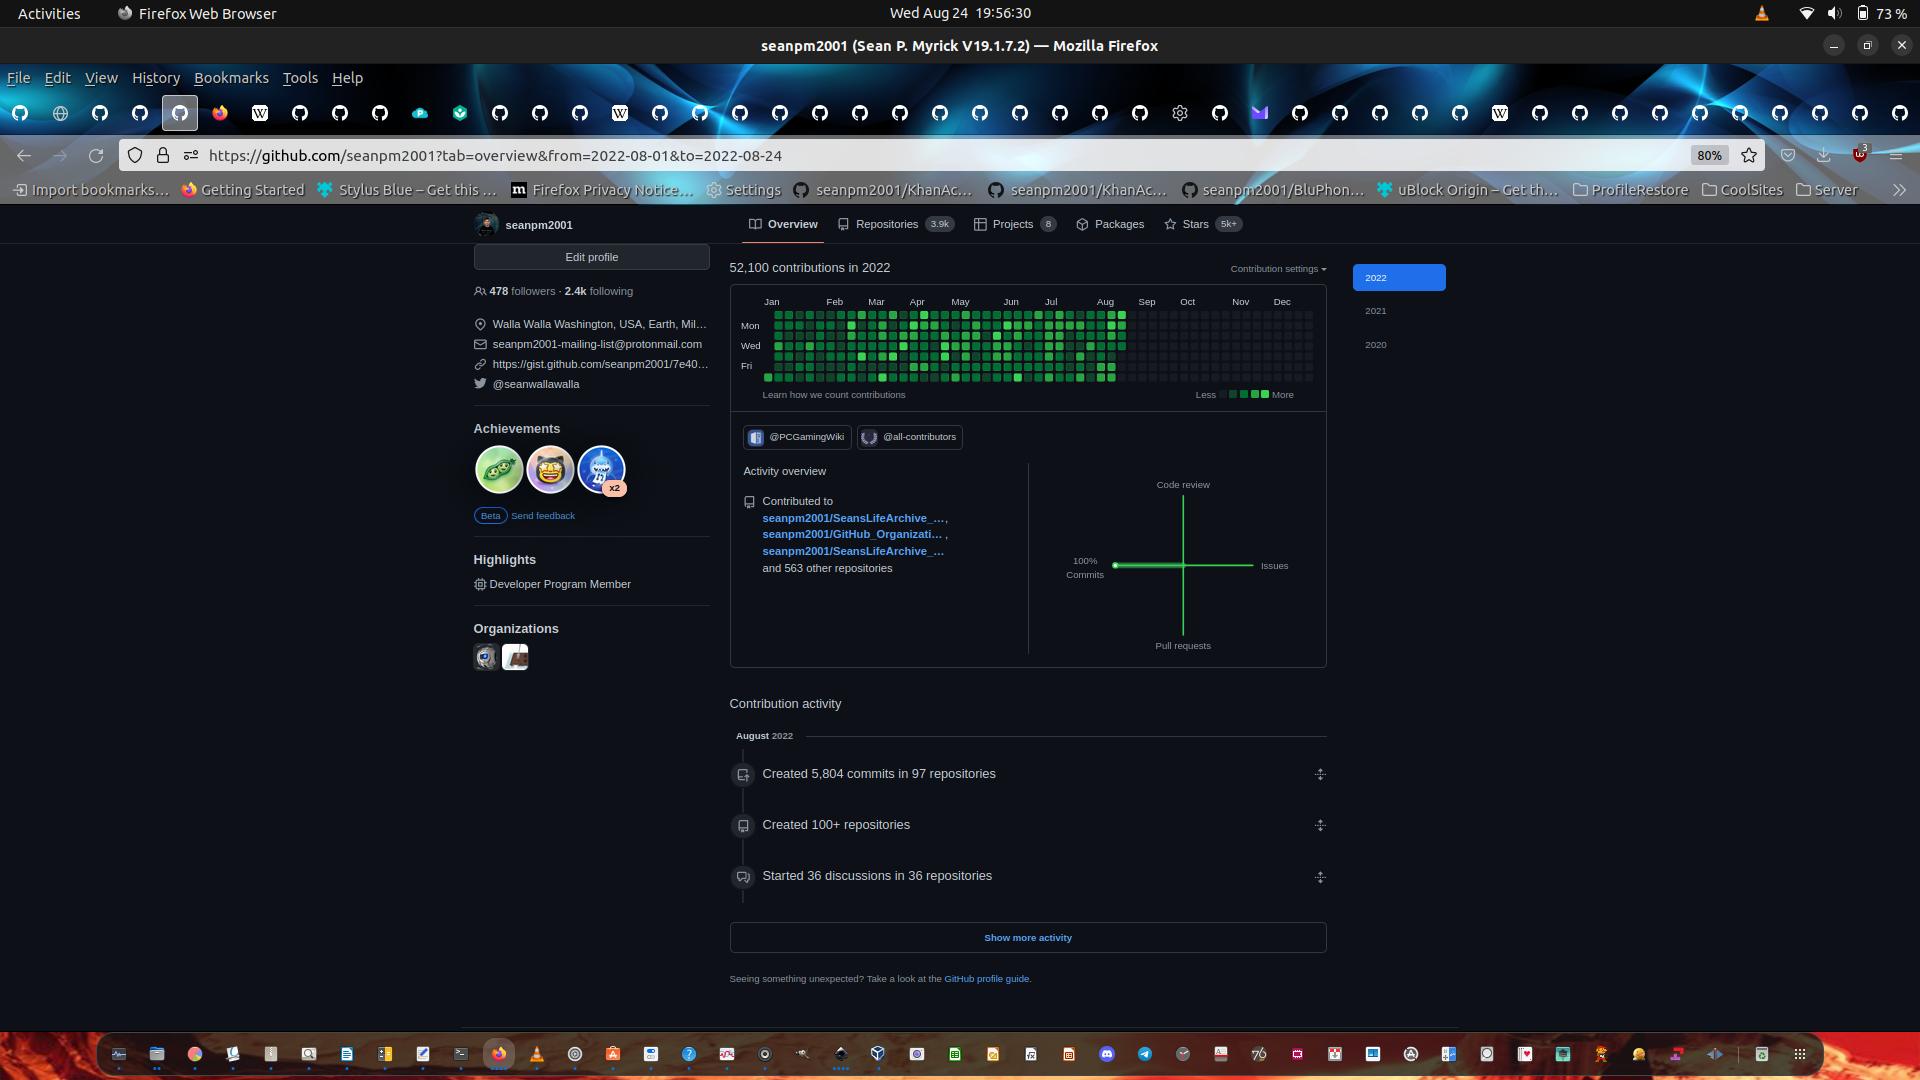 Activities
Firefox Web Browser
Wed Aug 24 19:56:30
73 %
seanpm2001 (Sean P. Myrick V19.1.7.2) — Mozilla Firefox
File Edit View History Bookmarks Tools Help
https://github.com/seanpm2001?tab=overview&from=2022-08-01&to=2022-08-24
80%
3
Import bookmarks…
Getting Started
Stylus Blue – Get this …
Firefox Privacy Notice…
Settings
seanpm2001/KhanAc…
seanpm2001/KhanAc…
seanpm2001/BluPhon…
uBlock Origin – Get th…
ProfileRestore
CoolSites
Server
seanpm2001
Overview
Repositories 3.9k
Projects 8
Packages
Stars 5k+
Edit profile
478 followers · 2.4k following
Walla Walla Washington, USA, Earth, Mil…
seanpm2001-mailing-list@protonmail.com
https://gist.github.com/seanpm2001/7e40…
@seanwallawalla
Achievements
x2
Beta Send feedback
Highlights
Developer Program Member
Organizations
52,100 contributions in 2022
Contribution settings
2022
2021
2020
Jan Feb Mar Apr May Jun Jul Aug Sep Oct Nov Dec
Mon
Wed
Fri
Learn how we count contributions
Less More
@PCGamingWiki
@all-contributors
Activity overview
Contributed to
seanpm2001/SeansLifeArchive_…,
seanpm2001/GitHub_Organizati… ,
seanpm2001/SeansLifeArchive_…
and 563 other repositories
Code review
100%
Commits
Issues
Pull requests
Contribution activity
August 2022
Created 5,804 commits in 97 repositories
Created 100+ repositories
Started 36 discussions in 36 repositories
Show more activity
Seeing something unexpected? Take a look at the GitHub profile guide.